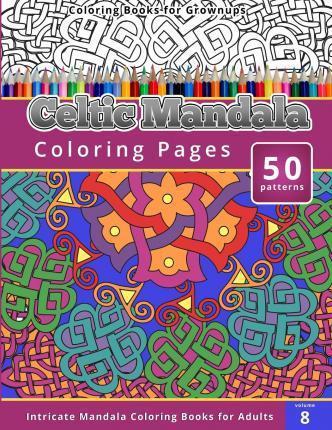 Coloring Books for Grownups
Celtic Mandala
Coloring Pages
50
patterns
volume
8
Intricate Mandala Coloring Books for Adults